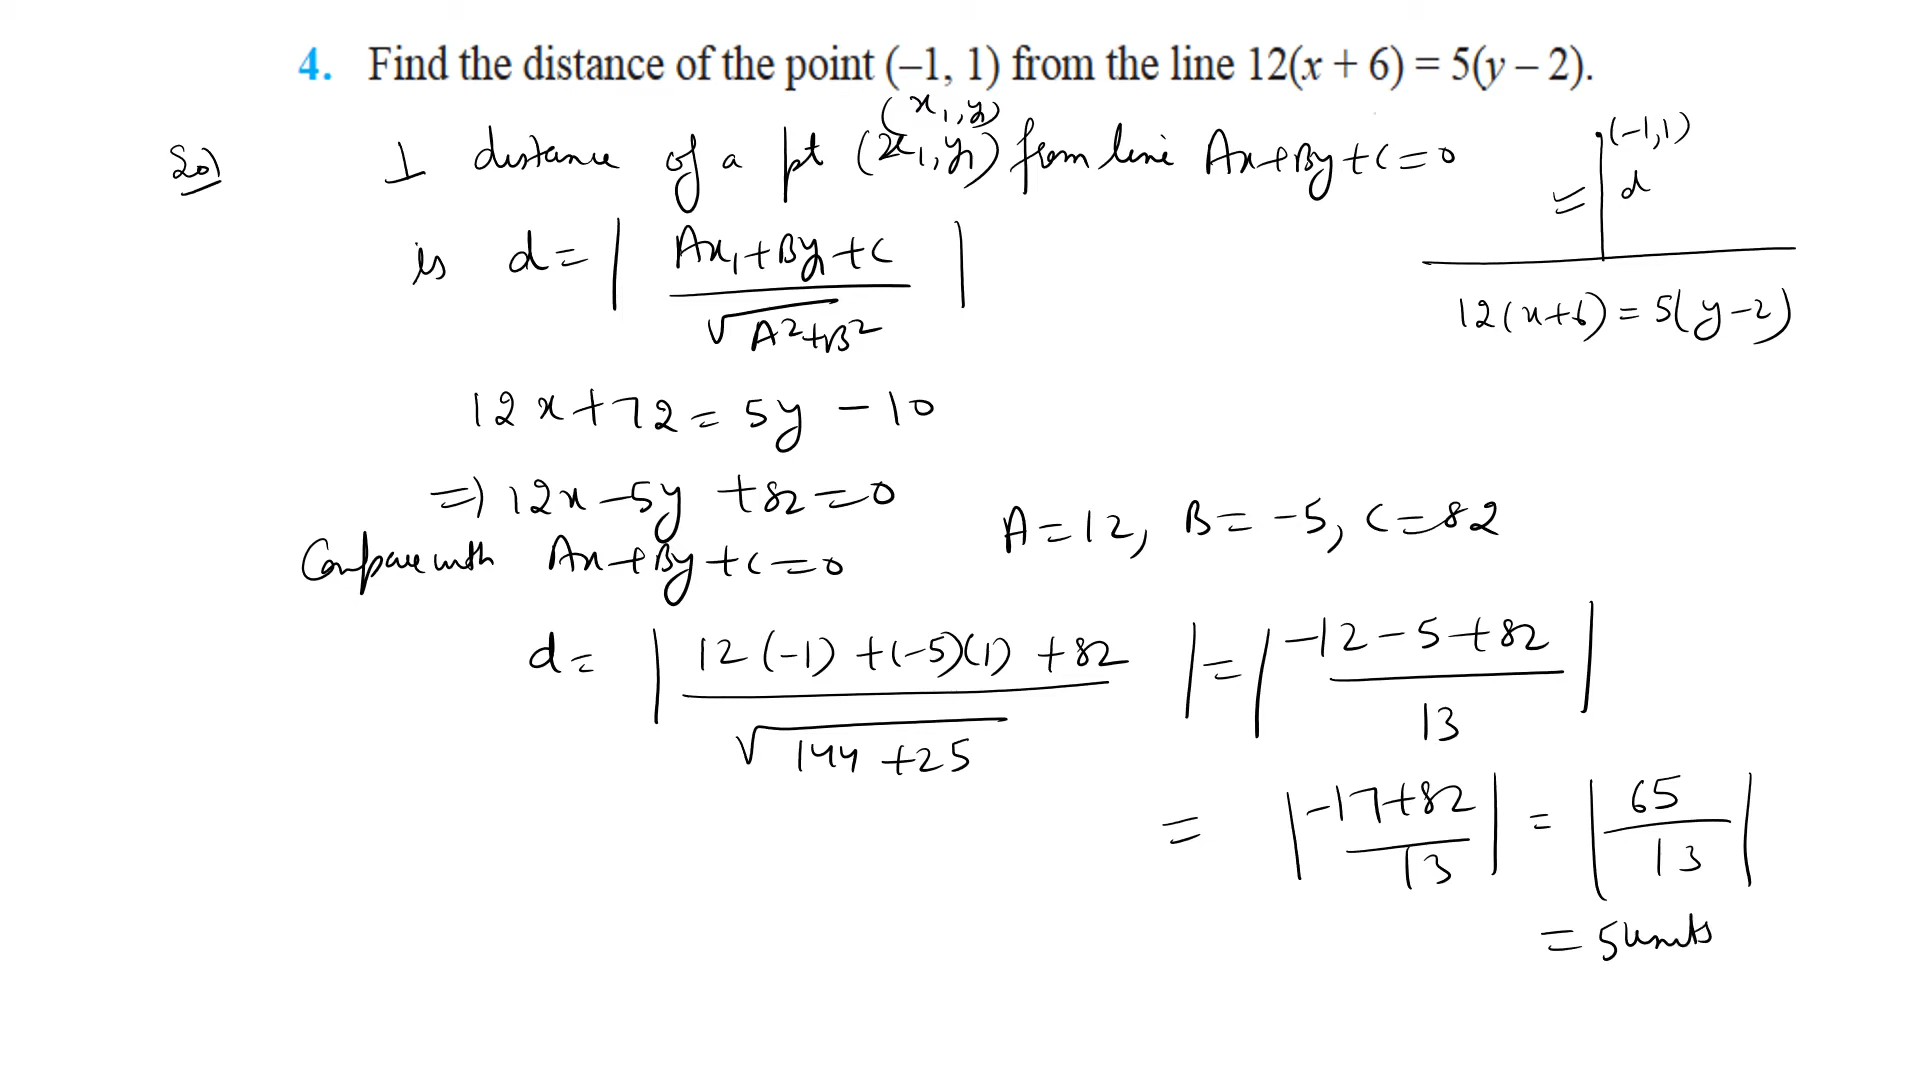 4. Find the distance of the point (–1, 1) from the line 12(x + 6) = 5(y – 2).
(x₁, y₁)
Sol ⊥ distance of a pt (x₁, y₁) from line Ax+By+C=0
is d = | Ax₁+By₁+C / √A²+B² |
(-1,1)
= d
12(x+6) = 5(y-2)
12x+72 = 5y -10
⇒ 12x-5y +82=0
Compare with Ax+By+C=0 A=12, B=-5, C=82
d = | 12(-1) +(-5)(1) +82 / √144+25 | = | -12-5+82 / 13 |
= | -17+82 / 13 | = | 65 / 13 |
= 5 units